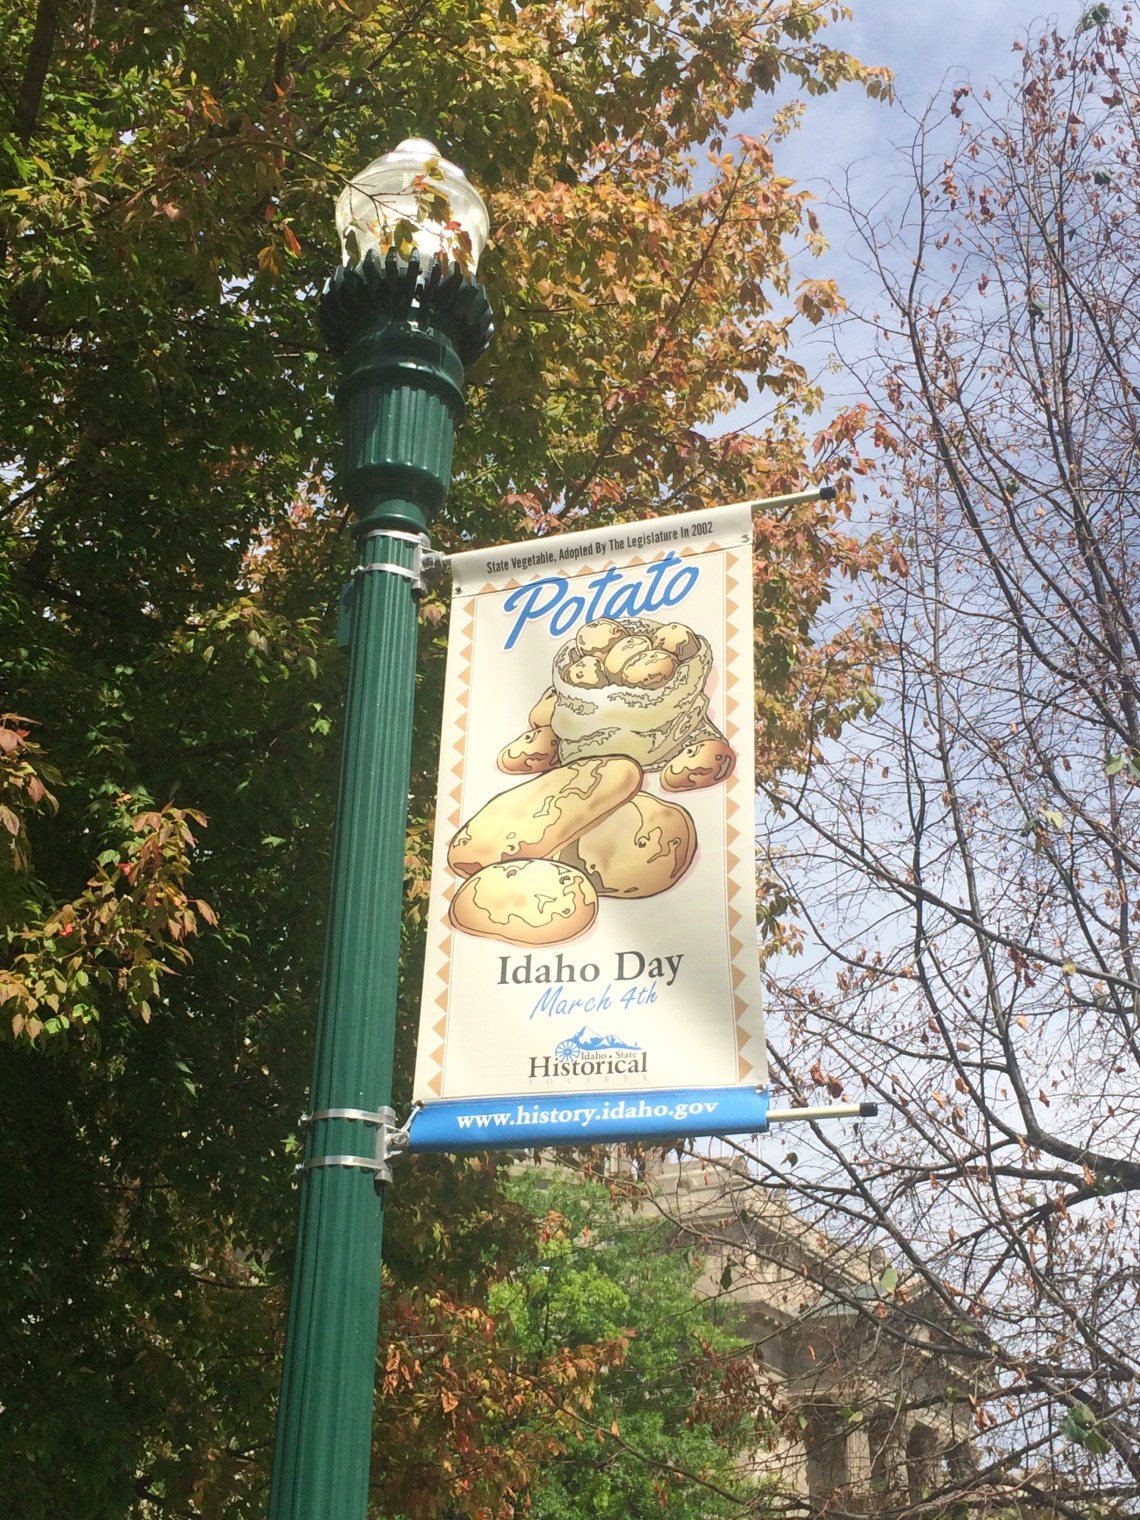 State Vegetable, Adopted By The Legislature In 2002
Potato
Idaho Day
March 4th
Idaho State
Historical
SOCIETY
www.history.idaho.gov